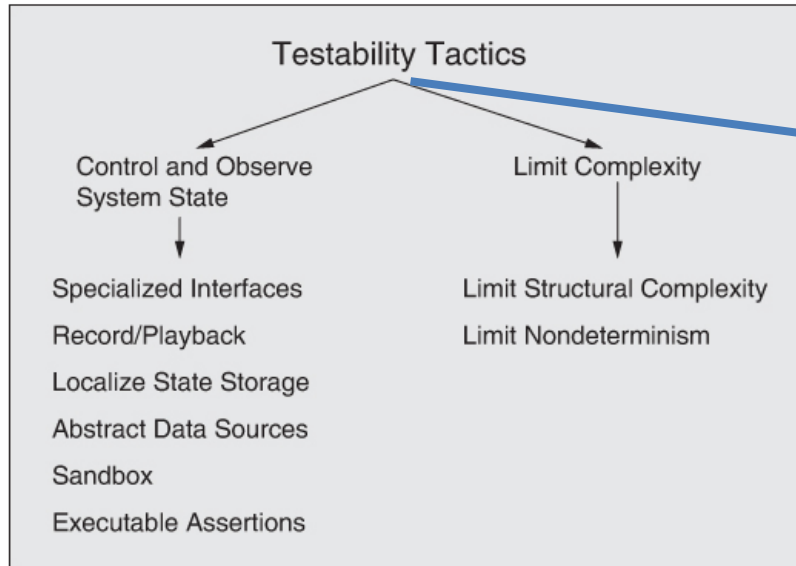 Testability Tactics
Control and Observe
System State
Limit Complexity
Specialized Interfaces
Record/Playback
Localize State Storage
Abstract Data Sources
Sandbox
Executable Assertions
Limit Structural Complexity
Limit Nondeterminism